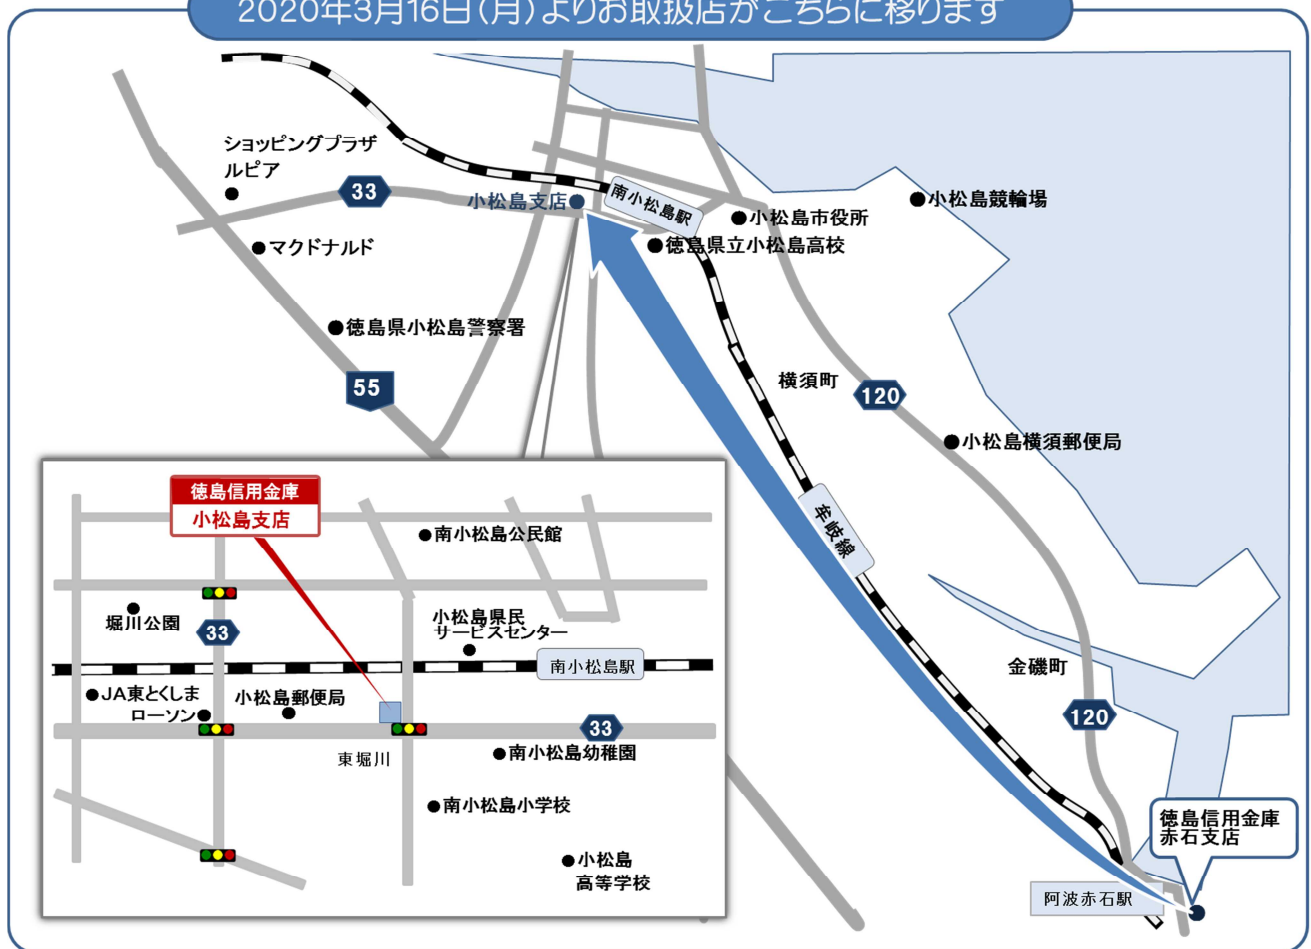 2020年3月16日(月)よりお取扱店がこちらに移ります
ショッピングプラザ
ルピア
33
小松島支店
南小松島駅
小松島競輪場
小松島市役所
徳島県立小松島高校
マクドナルド
徳島県小松島警察署
55
横須町
120
小松島横須郵便局
牟岐線
金磯町
120
徳島信用金庫
赤石支店
阿波赤石駅
徳島信用金庫
小松島支店
南小松島公民館
堀川公園
33
小松島県民
サービスセンター
南小松島駅
JA東とくしま
ローソン
小松島郵便局
33
東堀川
南小松島幼稚園
南小松島小学校
小松島
高等学校